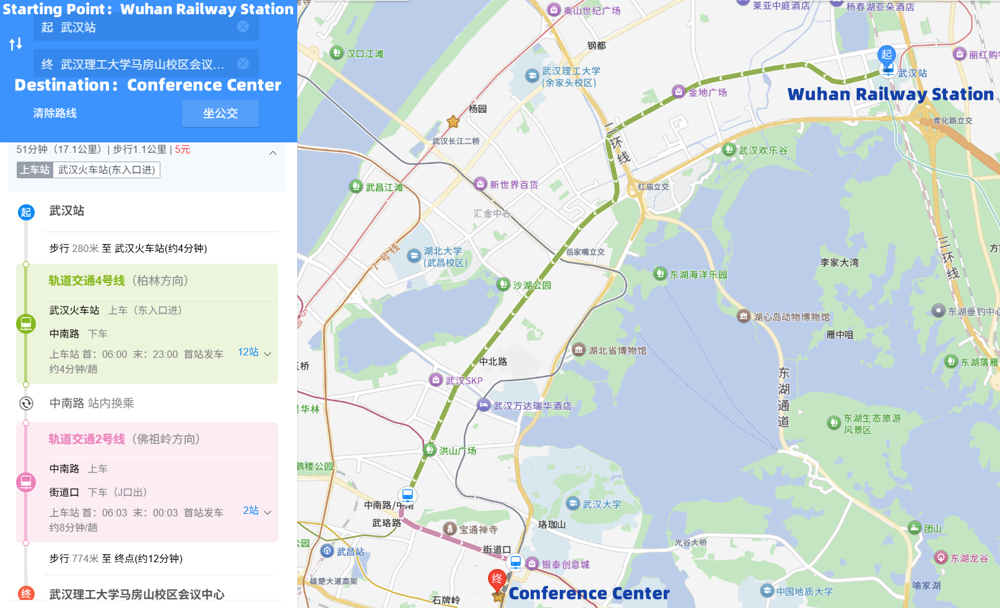 Starting Point：Wuhan Railway Station
起 武汉站
终 武汉理工大学马房山校区会议...
Destination：Conference Center
清除路线
坐公交
51分钟（17.1公里）| 步行1.1公里 | 5元
上车站 武汉火车站(东入口进)
起 武汉站
步行 280米 至 武汉火车站(约4分钟)
轨道交通4号线（柏林方向）
武汉火车站 上车（东入口进）
中南路 下车
上车站 首：06:00 末：23:00 首站发车
约4分钟/趟
12站
中南路 站内换乘
轨道交通2号线（佛祖岭方向）
中南路 上车
街道口 下车（J口出）
上车站 首：06:03 末：00:03 首站发车
约8分钟/趟
2站
步行 774米 至 终点(约12分钟)
终 武汉理工大学马房山校区会议中心
奥山世纪广场
莱亚中庭酒店
杨春湖亚朵酒店
钢都
汉口江滩
武汉理工大学
(余家头校区)
起
武汉站
丽红购
Wuhan Railway Station
金地广场
杨园
武汉长江二桥
二环线
青化路立交
武汉欢乐谷
武昌江滩
新世界百货
红庙立交
汇金中心
7号线
湖北大学
(武昌校区)
岳家嘴立交
三环线
方
李家大湾
东湖海洋乐园
沙湖公园
5
湖心岛动物博物馆
东湖垂钓中心
雁中咀
湖北省博物馆
中北路
桥
东湖落雁
武汉SKP
东湖通道
华林
武汉万达瑞华酒店
东湖生态旅游
风景区
洪山广场
鹤楼公园
中南路/中南
武珞路
武汉大学
珞珈山
宝通禅寺
团山
公园
光谷大桥
武昌站
街道口
银泰创意城
东湖龙谷
终
雄楚大道高架
Conference Center
喻家湖
中国地质大学
石牌岭